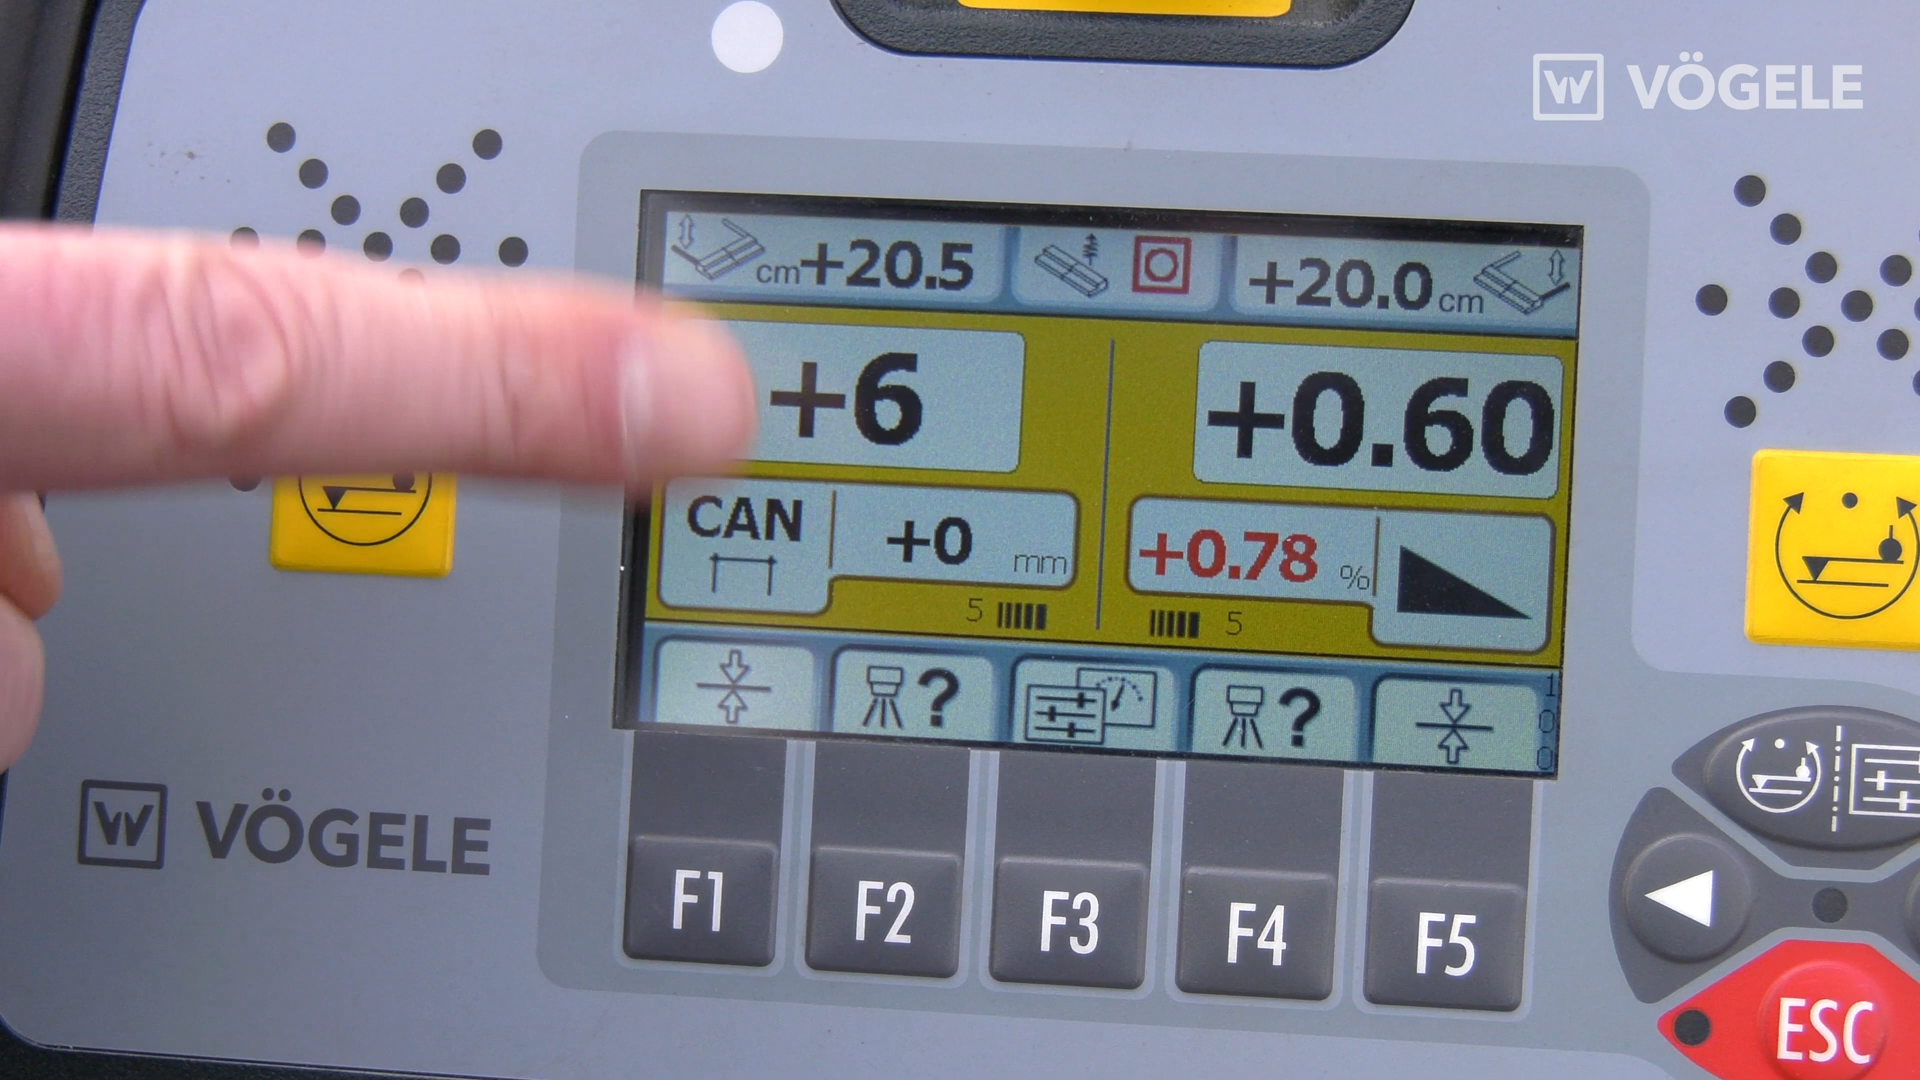 VÖGELE
cm +20.5
+20.0 cm
+6
+0.60
CAN
+0 mm
+0.78 %
5
5
?
?
100
VÖGELE
F1
F2
F3
F4
F5
ESC